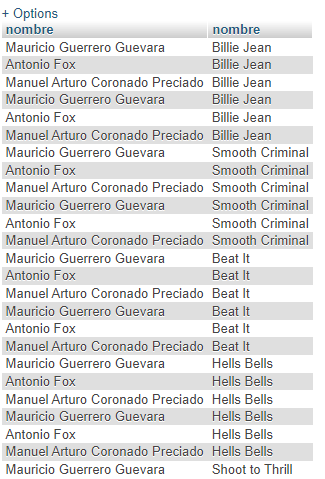 + Options
nombre nombre
Mauricio Guerrero Guevara Billie Jean
Antonio Fox Billie Jean
Manuel Arturo Coronado Preciado Billie Jean
Mauricio Guerrero Guevara Billie Jean
Antonio Fox Billie Jean
Manuel Arturo Coronado Preciado Billie Jean
Mauricio Guerrero Guevara Smooth Criminal
Antonio Fox Smooth Criminal
Manuel Arturo Coronado Preciado Smooth Criminal
Mauricio Guerrero Guevara Smooth Criminal
Antonio Fox Smooth Criminal
Manuel Arturo Coronado Preciado Smooth Criminal
Mauricio Guerrero Guevara Beat It
Antonio Fox Beat It
Manuel Arturo Coronado Preciado Beat It
Mauricio Guerrero Guevara Beat It
Antonio Fox Beat It
Manuel Arturo Coronado Preciado Beat It
Mauricio Guerrero Guevara Hells Bells
Antonio Fox Hells Bells
Manuel Arturo Coronado Preciado Hells Bells
Mauricio Guerrero Guevara Hells Bells
Antonio Fox Hells Bells
Manuel Arturo Coronado Preciado Hells Bells
Mauricio Guerrero Guevara Shoot to Thrill